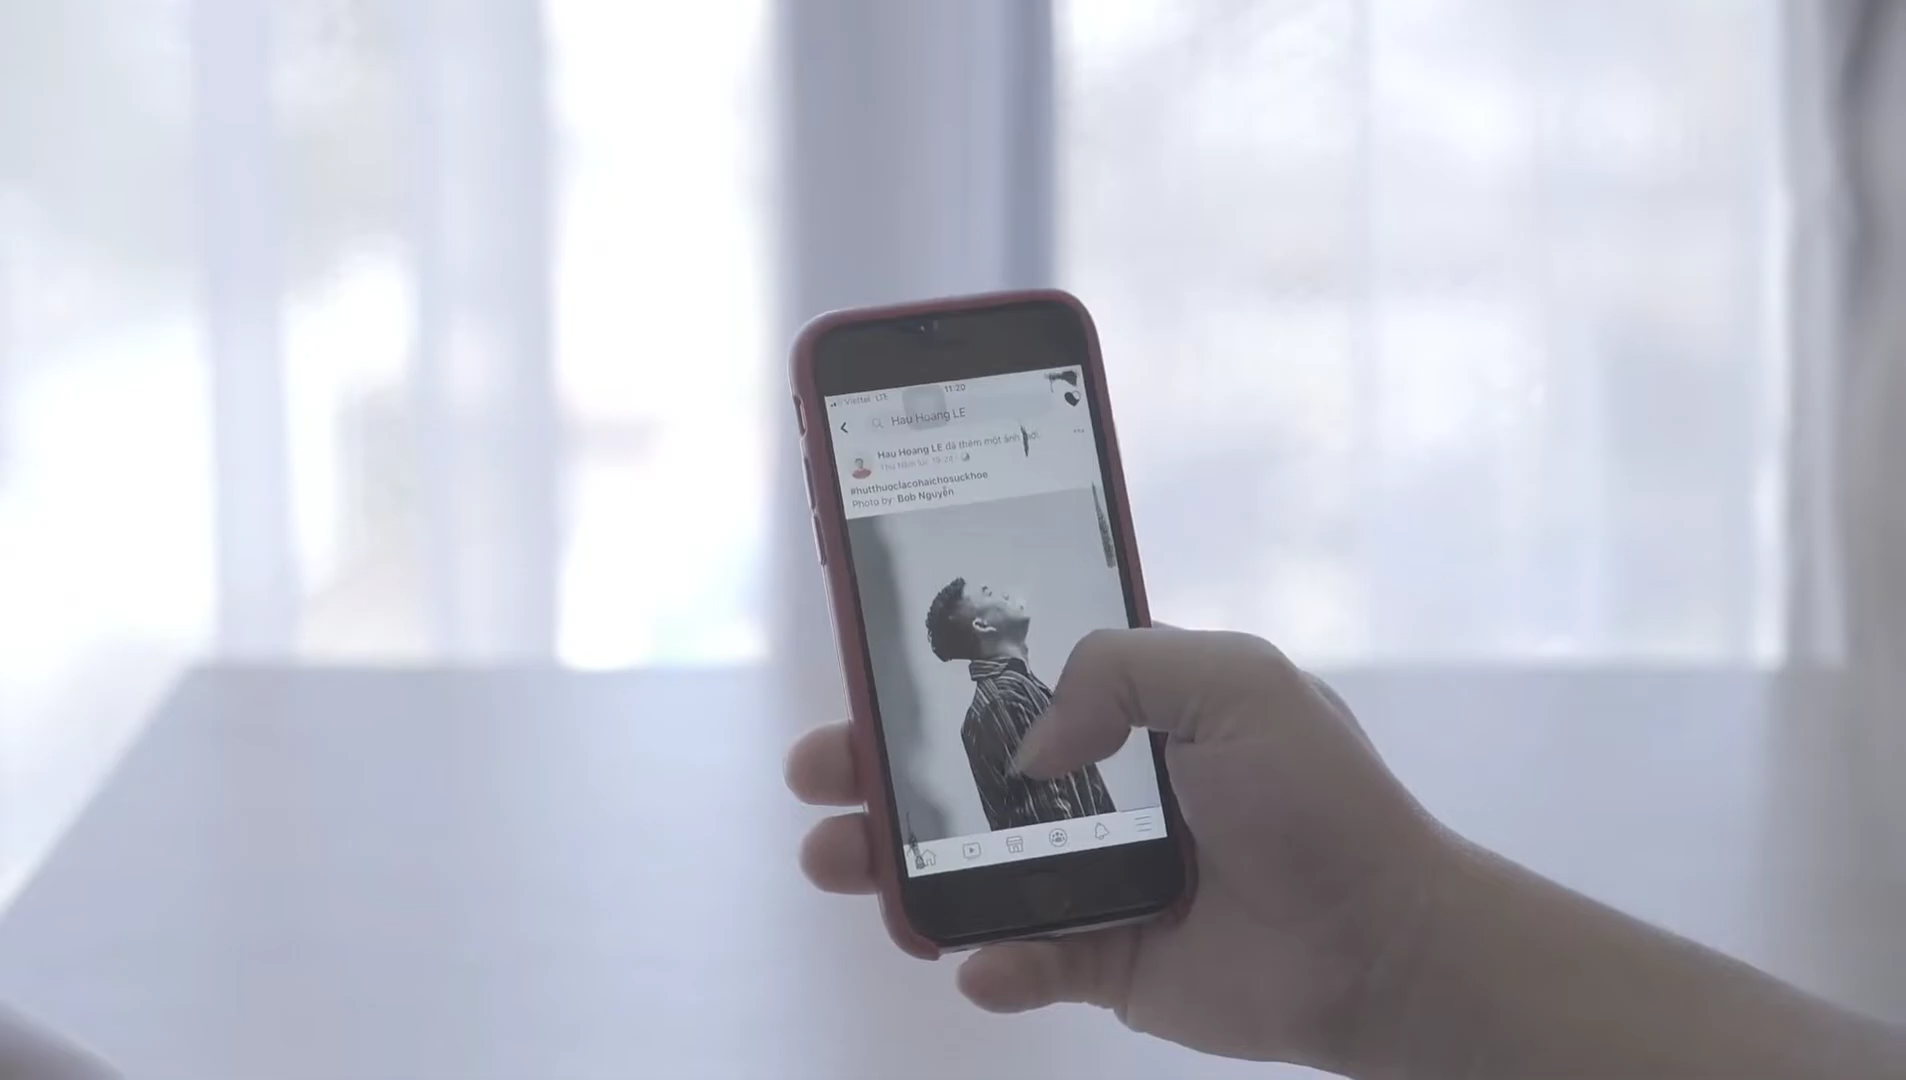 Viettel LTE
11:20
Hau Hoang LE
Hau Hoang LE đã thêm một ảnh mới.
#hutthuoclacohaichosuckhoe
Photo by: Bob Nguyễn